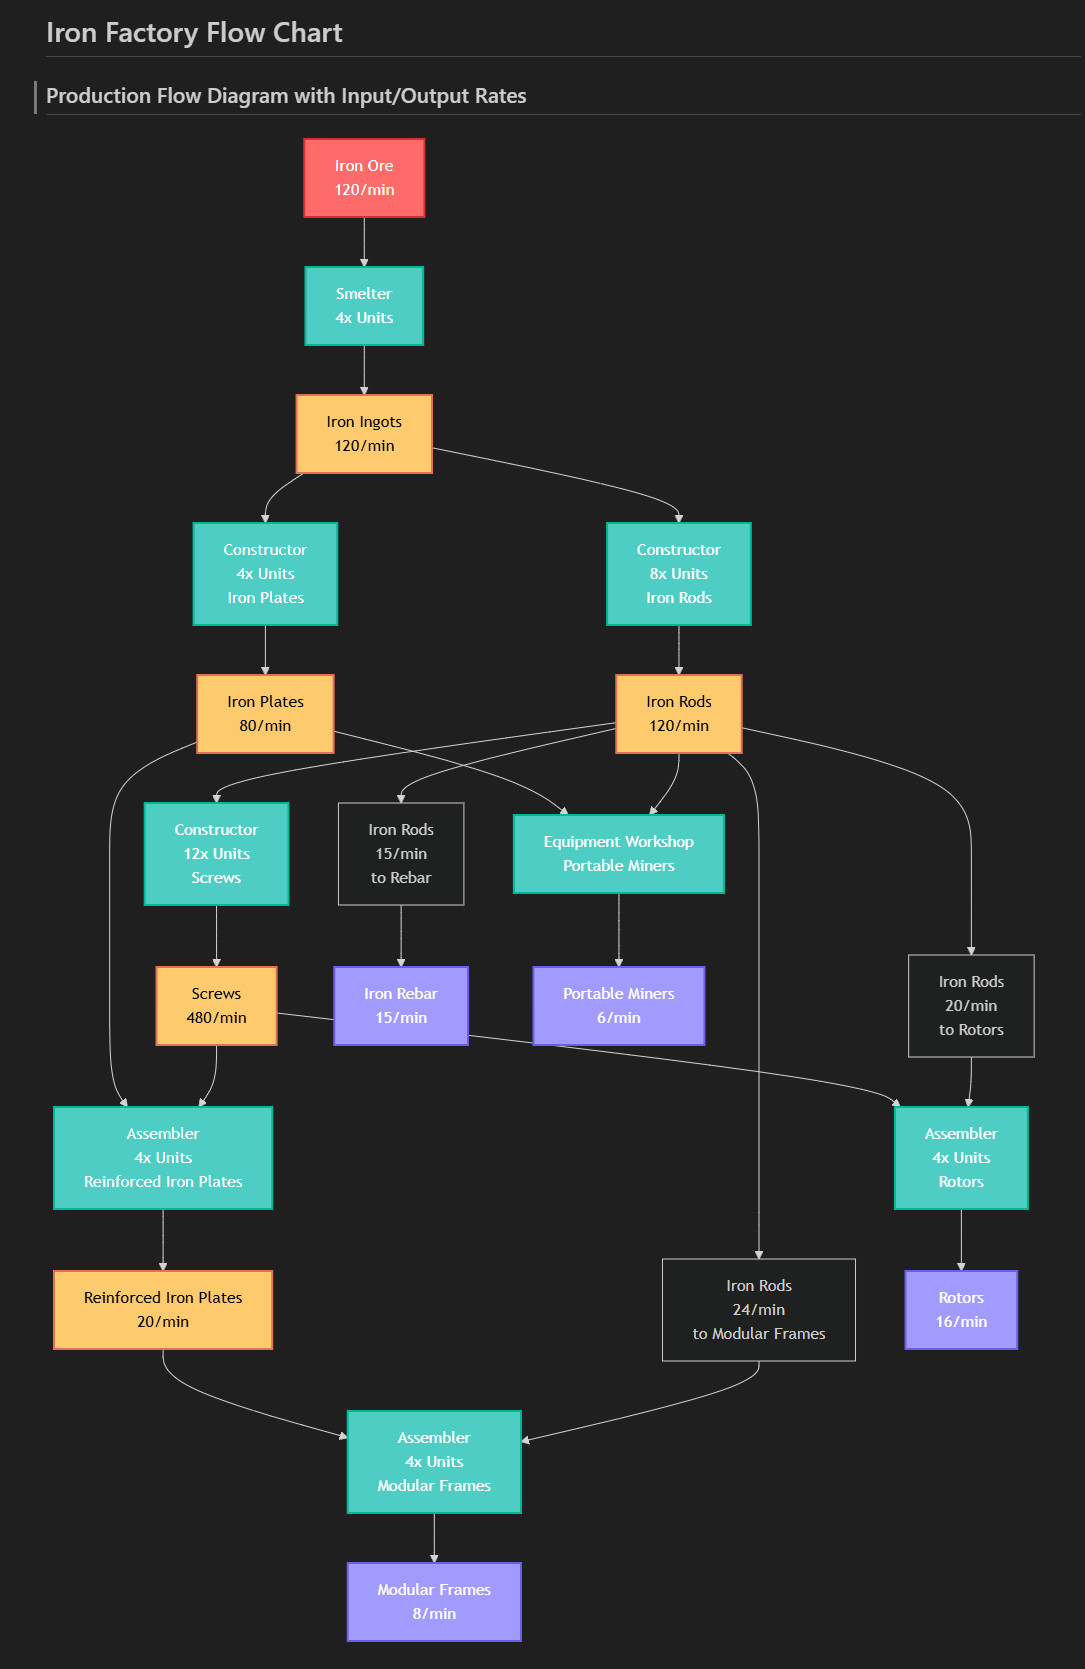 Iron Factory Flow Chart
Production Flow Diagram with Input/Output Rates
Iron Ore
120/min
Smelter
4x Units
Iron Ingots
120/min
Constructor
4x Units
Iron Plates
Constructor
8x Units
Iron Rods
Iron Plates
80/min
Iron Rods
120/min
Constructor
12x Units
Screws
Iron Rods
15/min
to Rebar
Equipment Workshop
Portable Miners
Screws
480/min
Iron Rebar
15/min
Portable Miners
6/min
Iron Rods
20/min
to Rotors
Assembler
4x Units
Reinforced Iron Plates
Assembler
4x Units
Rotors
Reinforced Iron Plates
20/min
Iron Rods
24/min
to Modular Frames
Rotors
16/min
Assembler
4x Units
Modular Frames
Modular Frames
8/min